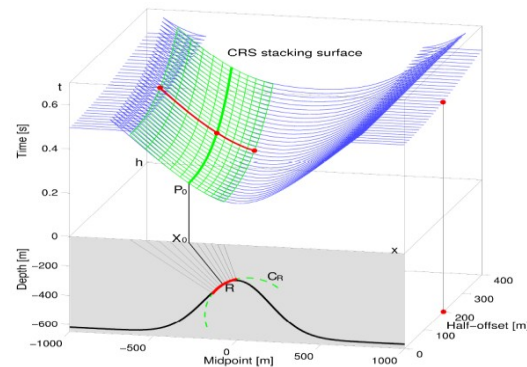 CRS stacking surface
t
0.6
0.4
0.2
0
Time [s]
h
P0
X0
x
-200
-400
-600
Depth [m]
R
CR
-1000
-500
0
500
1000
Midpoint [m]
0
100
200
300
400
Half-offset [m]